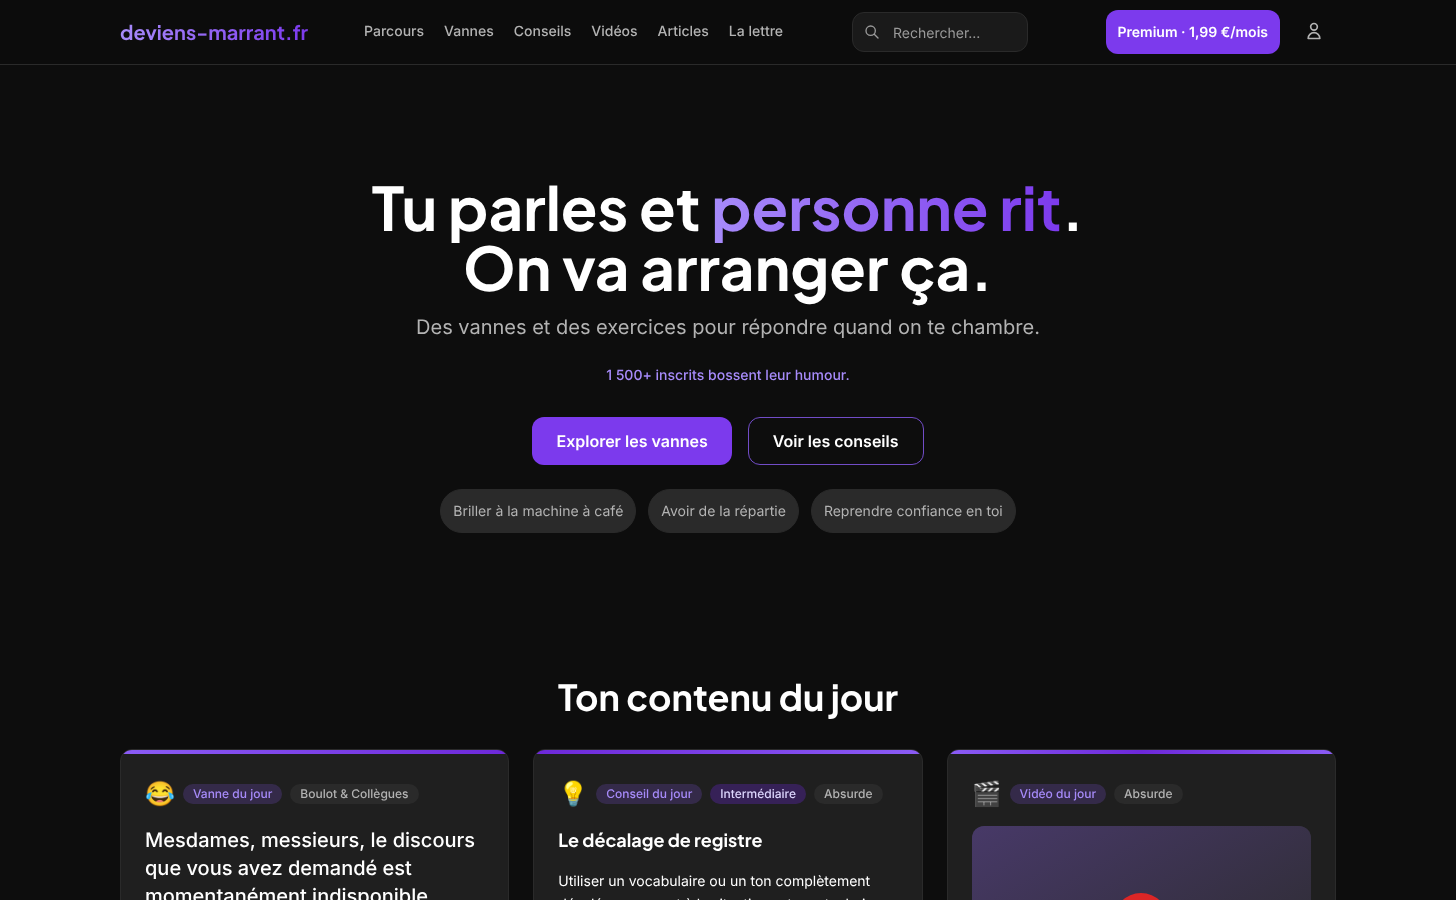 deviens-marrant.fr
Parcours
Vannes
Conseils
Vidéos
Articles
La lettre
Rechercher...
Premium · 1,99 €/mois
Tu parles et personne rit.
On va arranger ça.
Des vannes et des exercices pour répondre quand on te chambre.
1 500+ inscrits bossent leur humour.
Explorer les vannes
Voir les conseils
Briller à la machine à café
Avoir de la répartie
Reprendre confiance en toi
Ton contenu du jour
Vanne du jour
Boulot & Collègues
Mesdames, messieurs, le discours
que vous avez demandé est
momentanément indisponible
Conseil du jour
Intermédiaire
Absurde
Le décalage de registre
Utiliser un vocabulaire ou un ton complètement
Vidéo du jour
Absurde